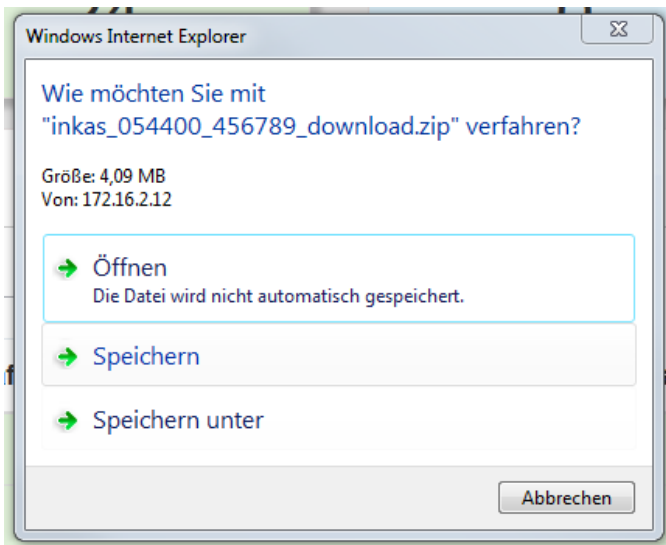 Windows Internet Explorer
Wie möchten Sie mit
"inkas_054400_456789_download.zip" verfahren?
Größe: 4,09 MB
Von: 172.16.2.12
Öffnen
Die Datei wird nicht automatisch gespeichert.
Speichern
Speichern unter
Abbrechen